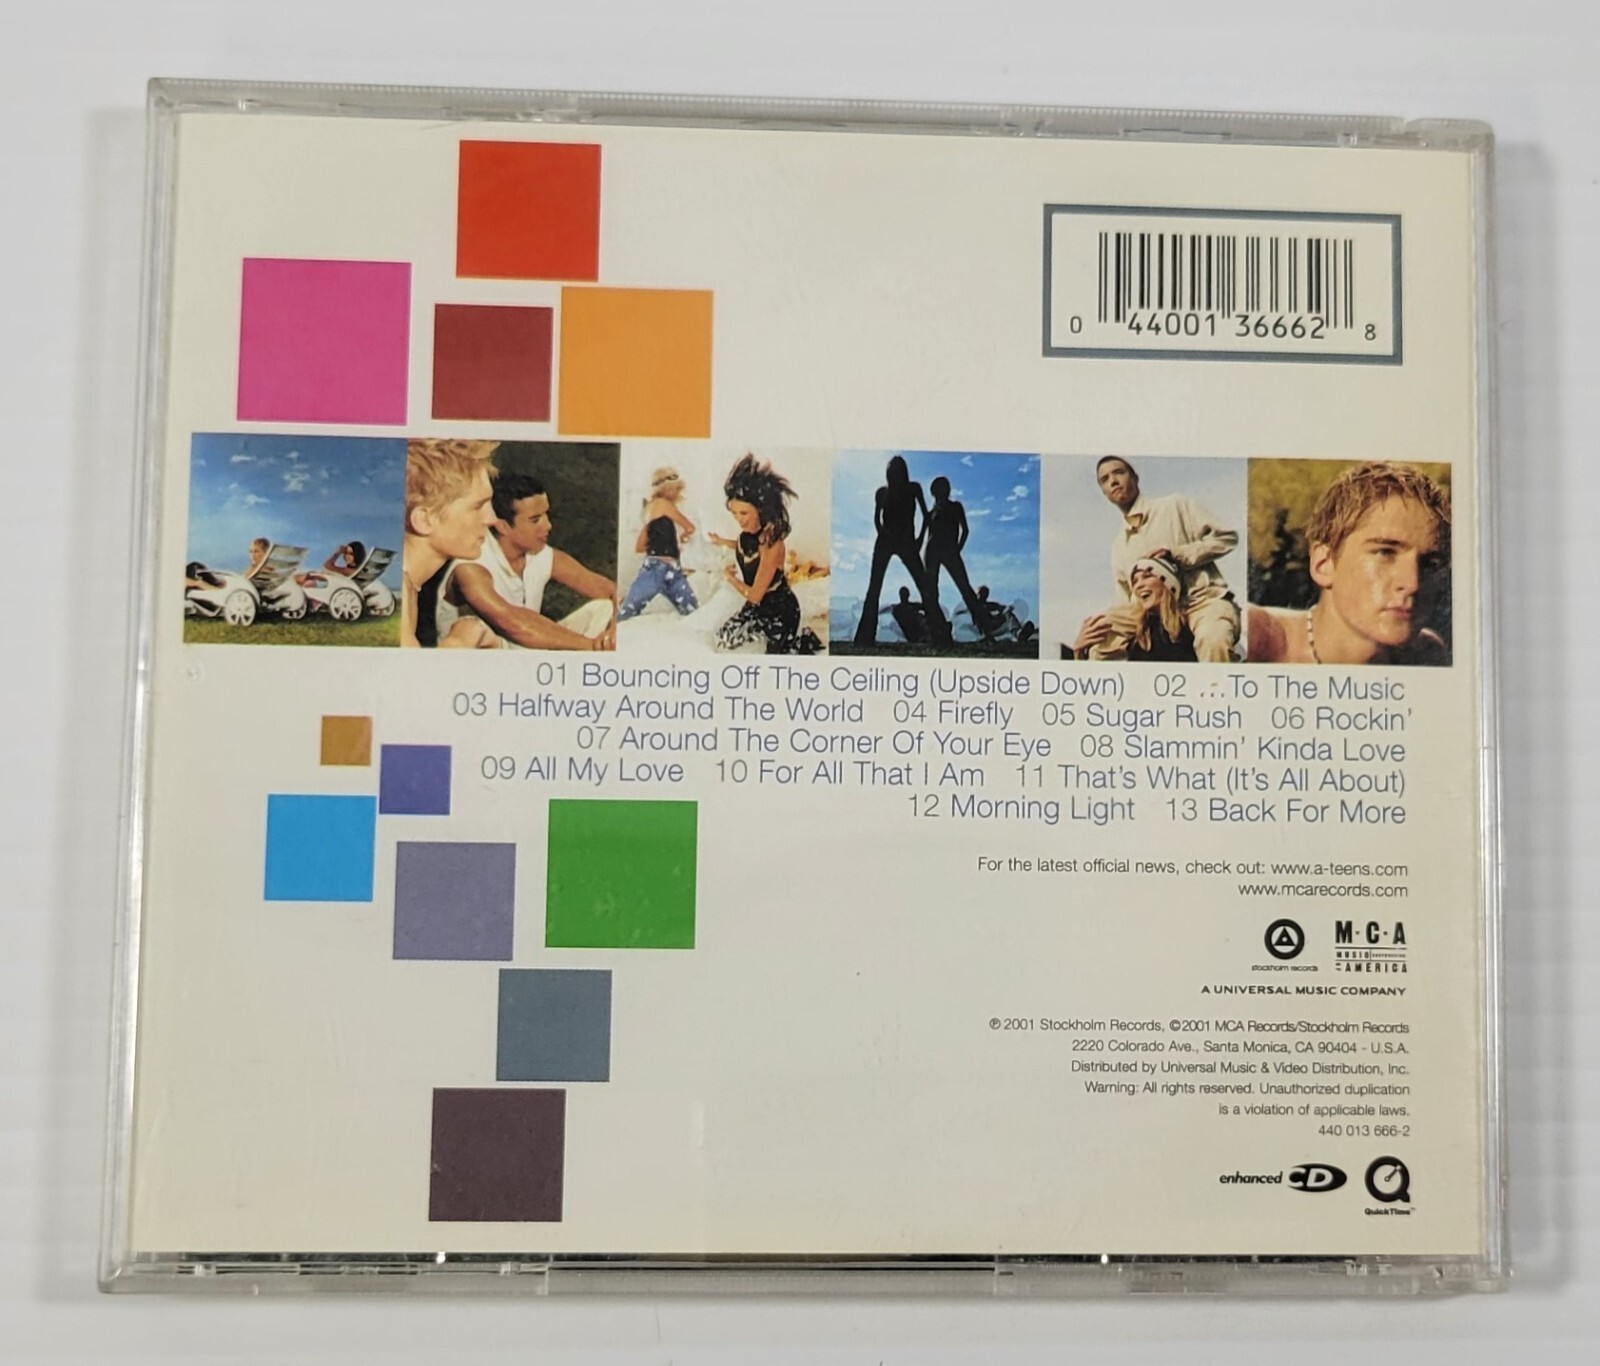 0 44001 36662 8
01 Bouncing Off The Ceiling (Upside Down) 02 ...To The Music
03 Halfway Around The World 04 Firefly 05 Sugar Rush 06 Rockin'
07 Around The Corner Of Your Eye 08 Slammin' Kinda Love
09 All My Love 10 For All That I Am 11 That's What (It's All About)
12 Morning Light 13 Back For More
For the latest official news, check out: www.a-teens.com
www.mcarecords.com
stockholm records
M·C·A
MUSIC
AMERICA
A UNIVERSAL MUSIC COMPANY
℗ 2001 Stockholm Records, ©2001 MCA Records/Stockholm Records
2220 Colorado Ave., Santa Monica, CA 90404 - U.S.A.
Distributed by Universal Music & Video Distribution, Inc.
Warning: All rights reserved. Unauthorized duplication
is a violation of applicable laws.
440 013 666-2
enhanced CD
QuickTime™